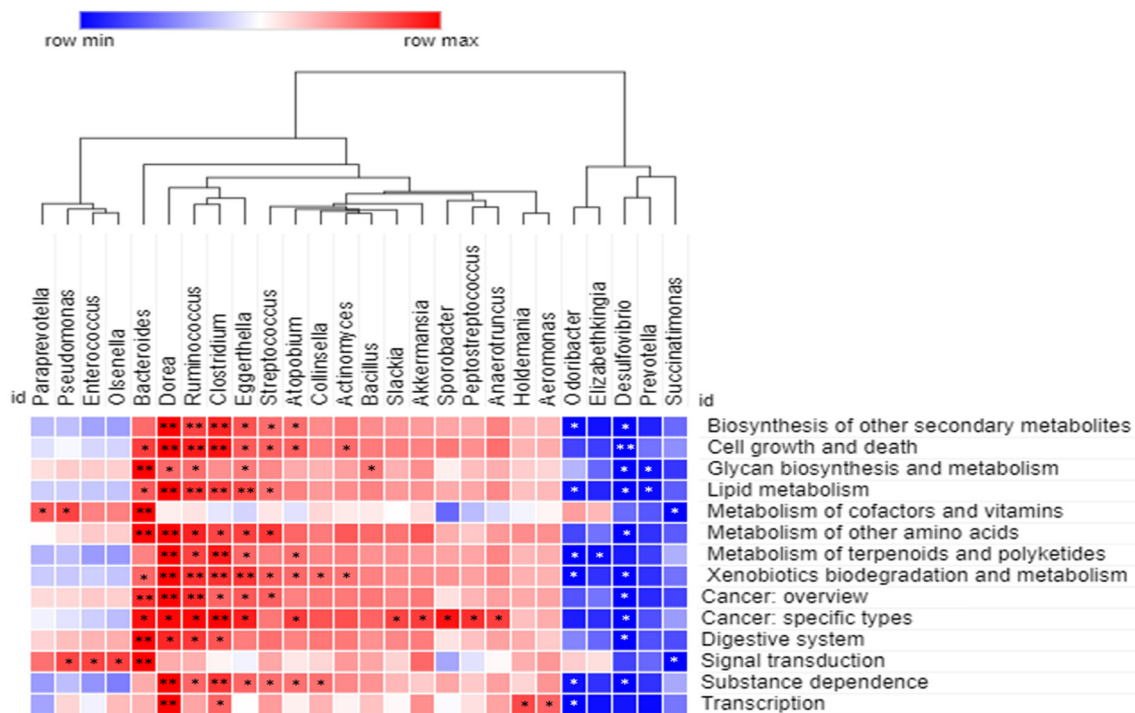 row min
row max
id
Paraprevotella
Pseudomonas
Enterococcus
Olsenella
Bacteroides
Dorea
Ruminococcus
Clostridium
Eggerthella
Streptococcus
Atopobium
Collinsella
Actinomyces
Bacillus
Slackia
Akkermansia
Sporobacter
Peptostreptococcus
Anaerotruncus
Holdemania
Aeromonas
Odoribacter
Elizabethkingia
Desulfovibrio
Prevotella
Succinatimonas
id
Biosynthesis of other secondary metabolites
Cell growth and death
Glycan biosynthesis and metabolism
Lipid metabolism
Metabolism of cofactors and vitamins
Metabolism of other amino acids
Metabolism of terpenoids and polyketides
Xenobiotics biodegradation and metabolism
Cancer: overview
Cancer: specific types
Digestive system
Signal transduction
Substance dependence
Transcription